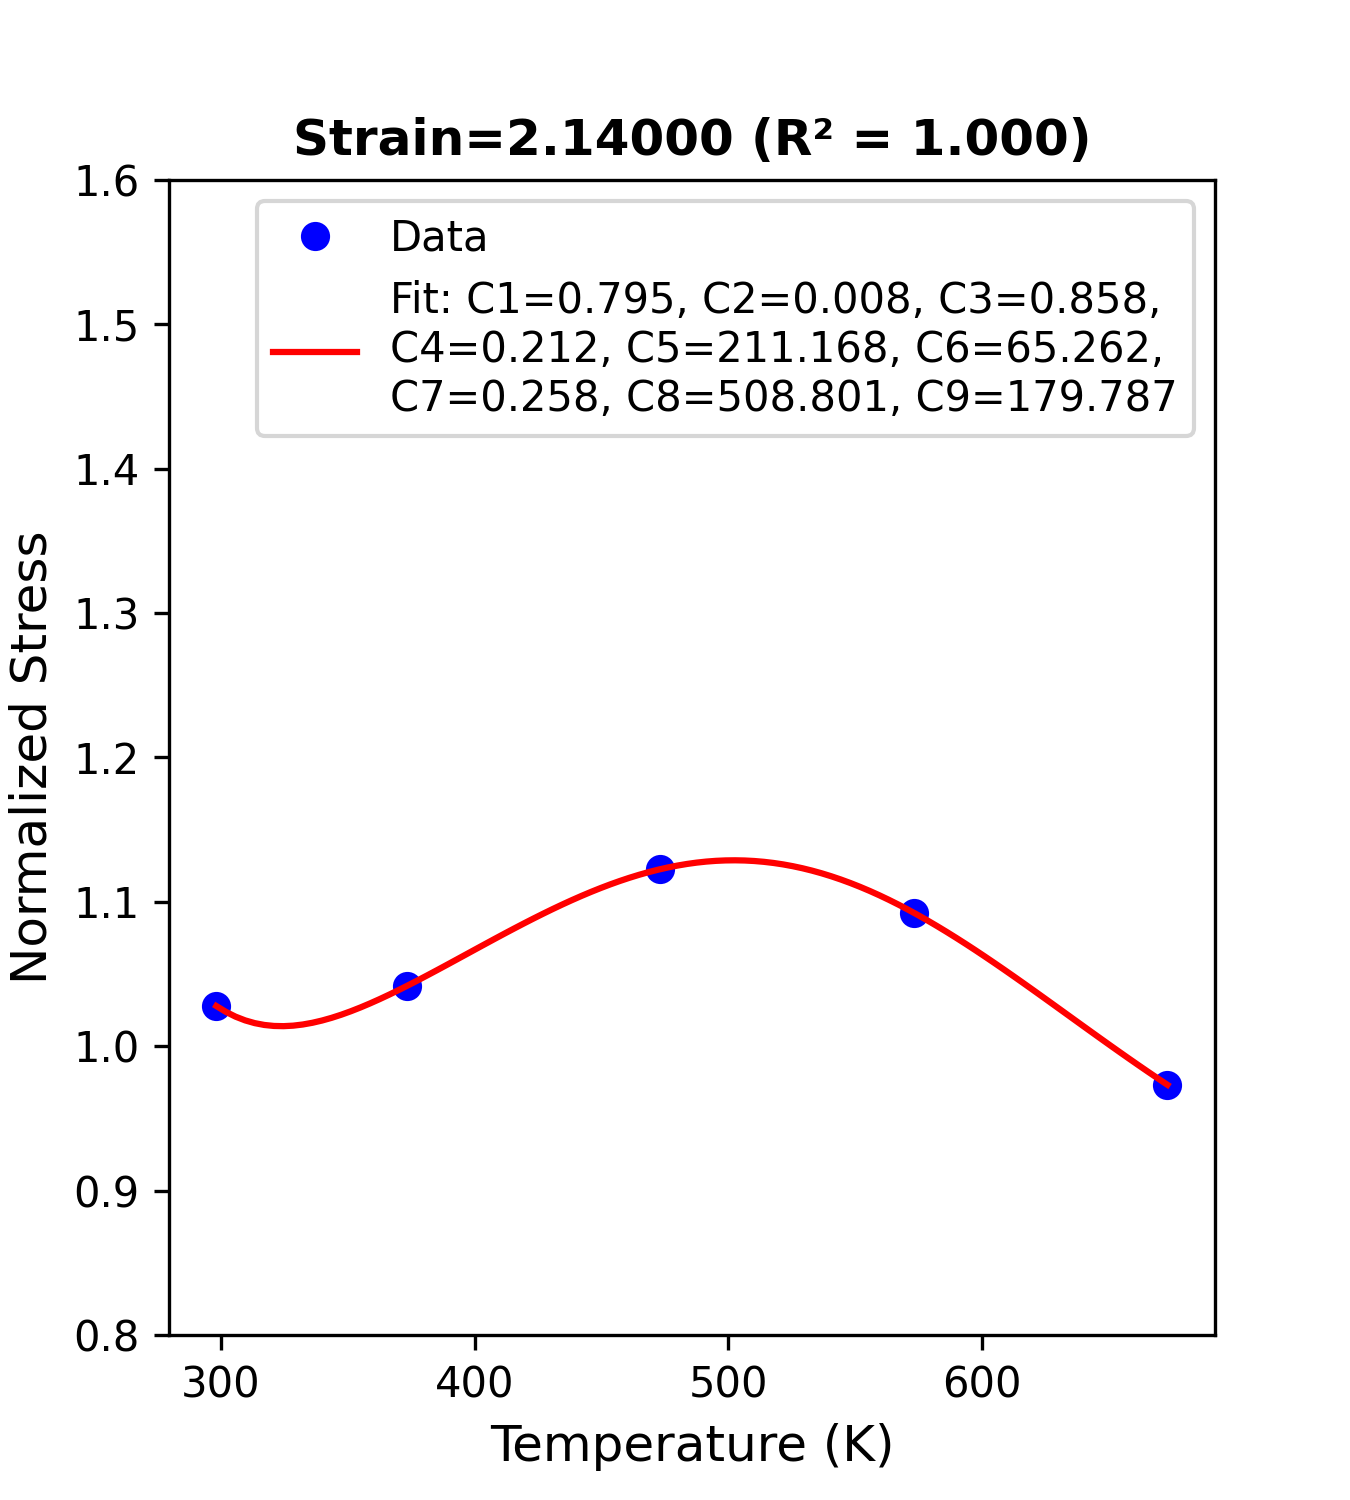 Strain=2.14000 (R² = 1.000)
1.6
1.5
1.4
1.3
1.2
1.1
1.0
0.9
0.8
Normalized Stress
Data
Fit: C1=0.795, C2=0.008, C3=0.858,
C4=0.212, C5=211.168, C6=65.262,
C7=0.258, C8=508.801, C9=179.787
300 400 500 600
Temperature (K)